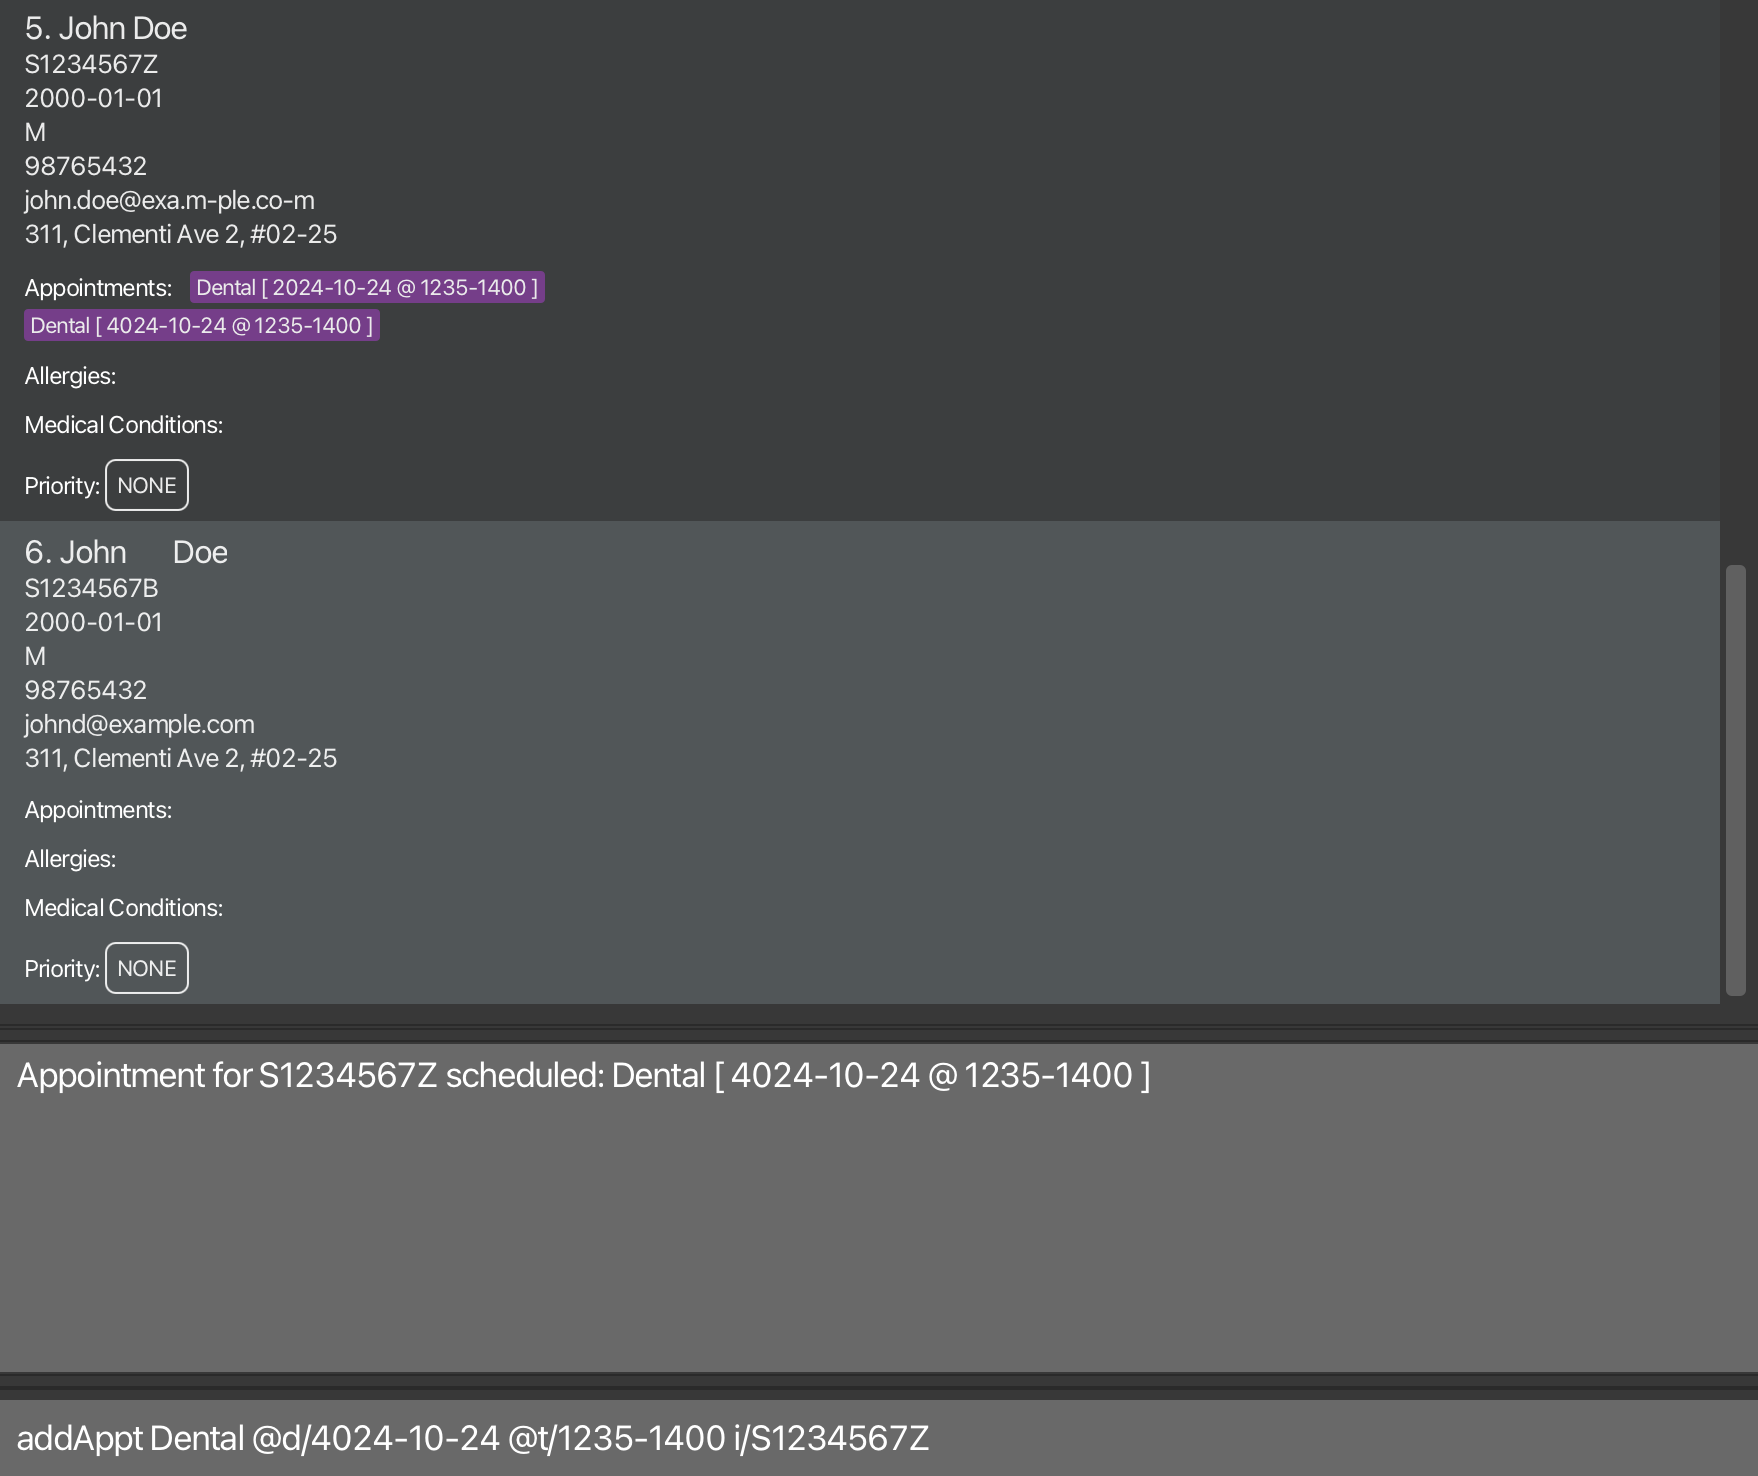 5. John Doe
S1234567Z
2000-01-01
M
98765432
john.doe@exa.m-ple.co-m
311, Clementi Ave 2, #02-25
Appointments: Dental [ 2024-10-24 @ 1235-1400 ]
Dental [ 4024-10-24 @ 1235-1400 ]
Allergies:
Medical Conditions:
Priority: NONE
6. John      Doe
S1234567B
2000-01-01
M
98765432
johnd@example.com
311, Clementi Ave 2, #02-25
Appointments:
Allergies:
Medical Conditions:
Priority: NONE
Appointment for S1234567Z scheduled: Dental [ 4024-10-24 @ 1235-1400 ]
addAppt Dental @d/4024-10-24 @t/1235-1400 i/S1234567Z